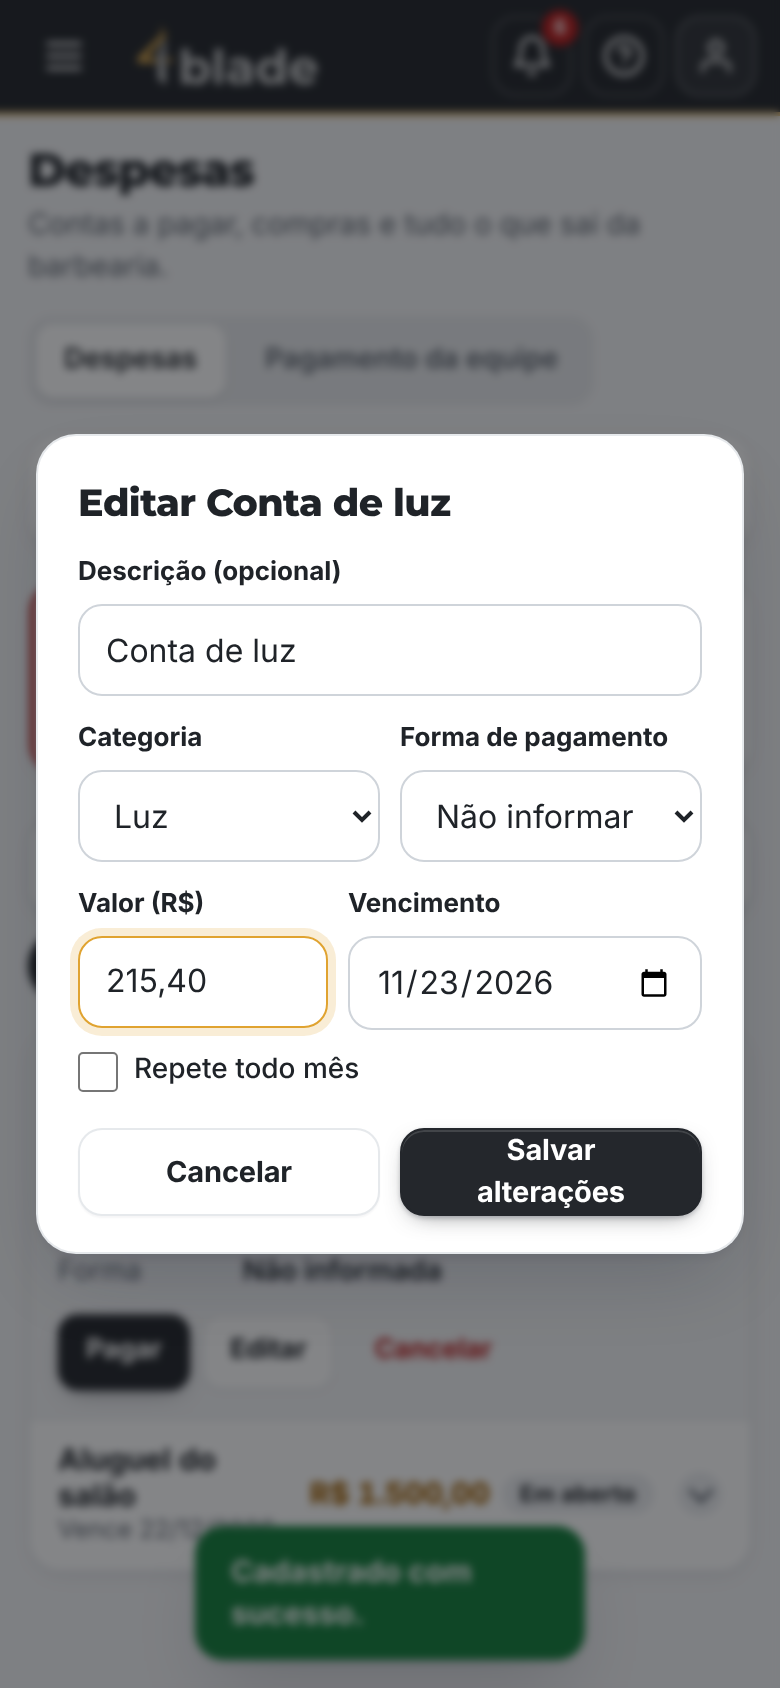 blade
Despesas
Contas a pagar, compras e tudo o que sai da
barbearia.
Despesas
Pagamento da equipe
Editar Conta de luz
Descrição (opcional)
Conta de luz
Categoria
Forma de pagamento
Luz
Não informar
Valor (R$)
Vencimento
215,40
11/23/2026
Repete todo mês
Cancelar
Salvar
alterações
Forma
Não informada
Pagar
Editar
Cancelar
Aluguel do
salão
R$ 1.500,00
Em aberto
Vence
Cadastrado com
sucesso.